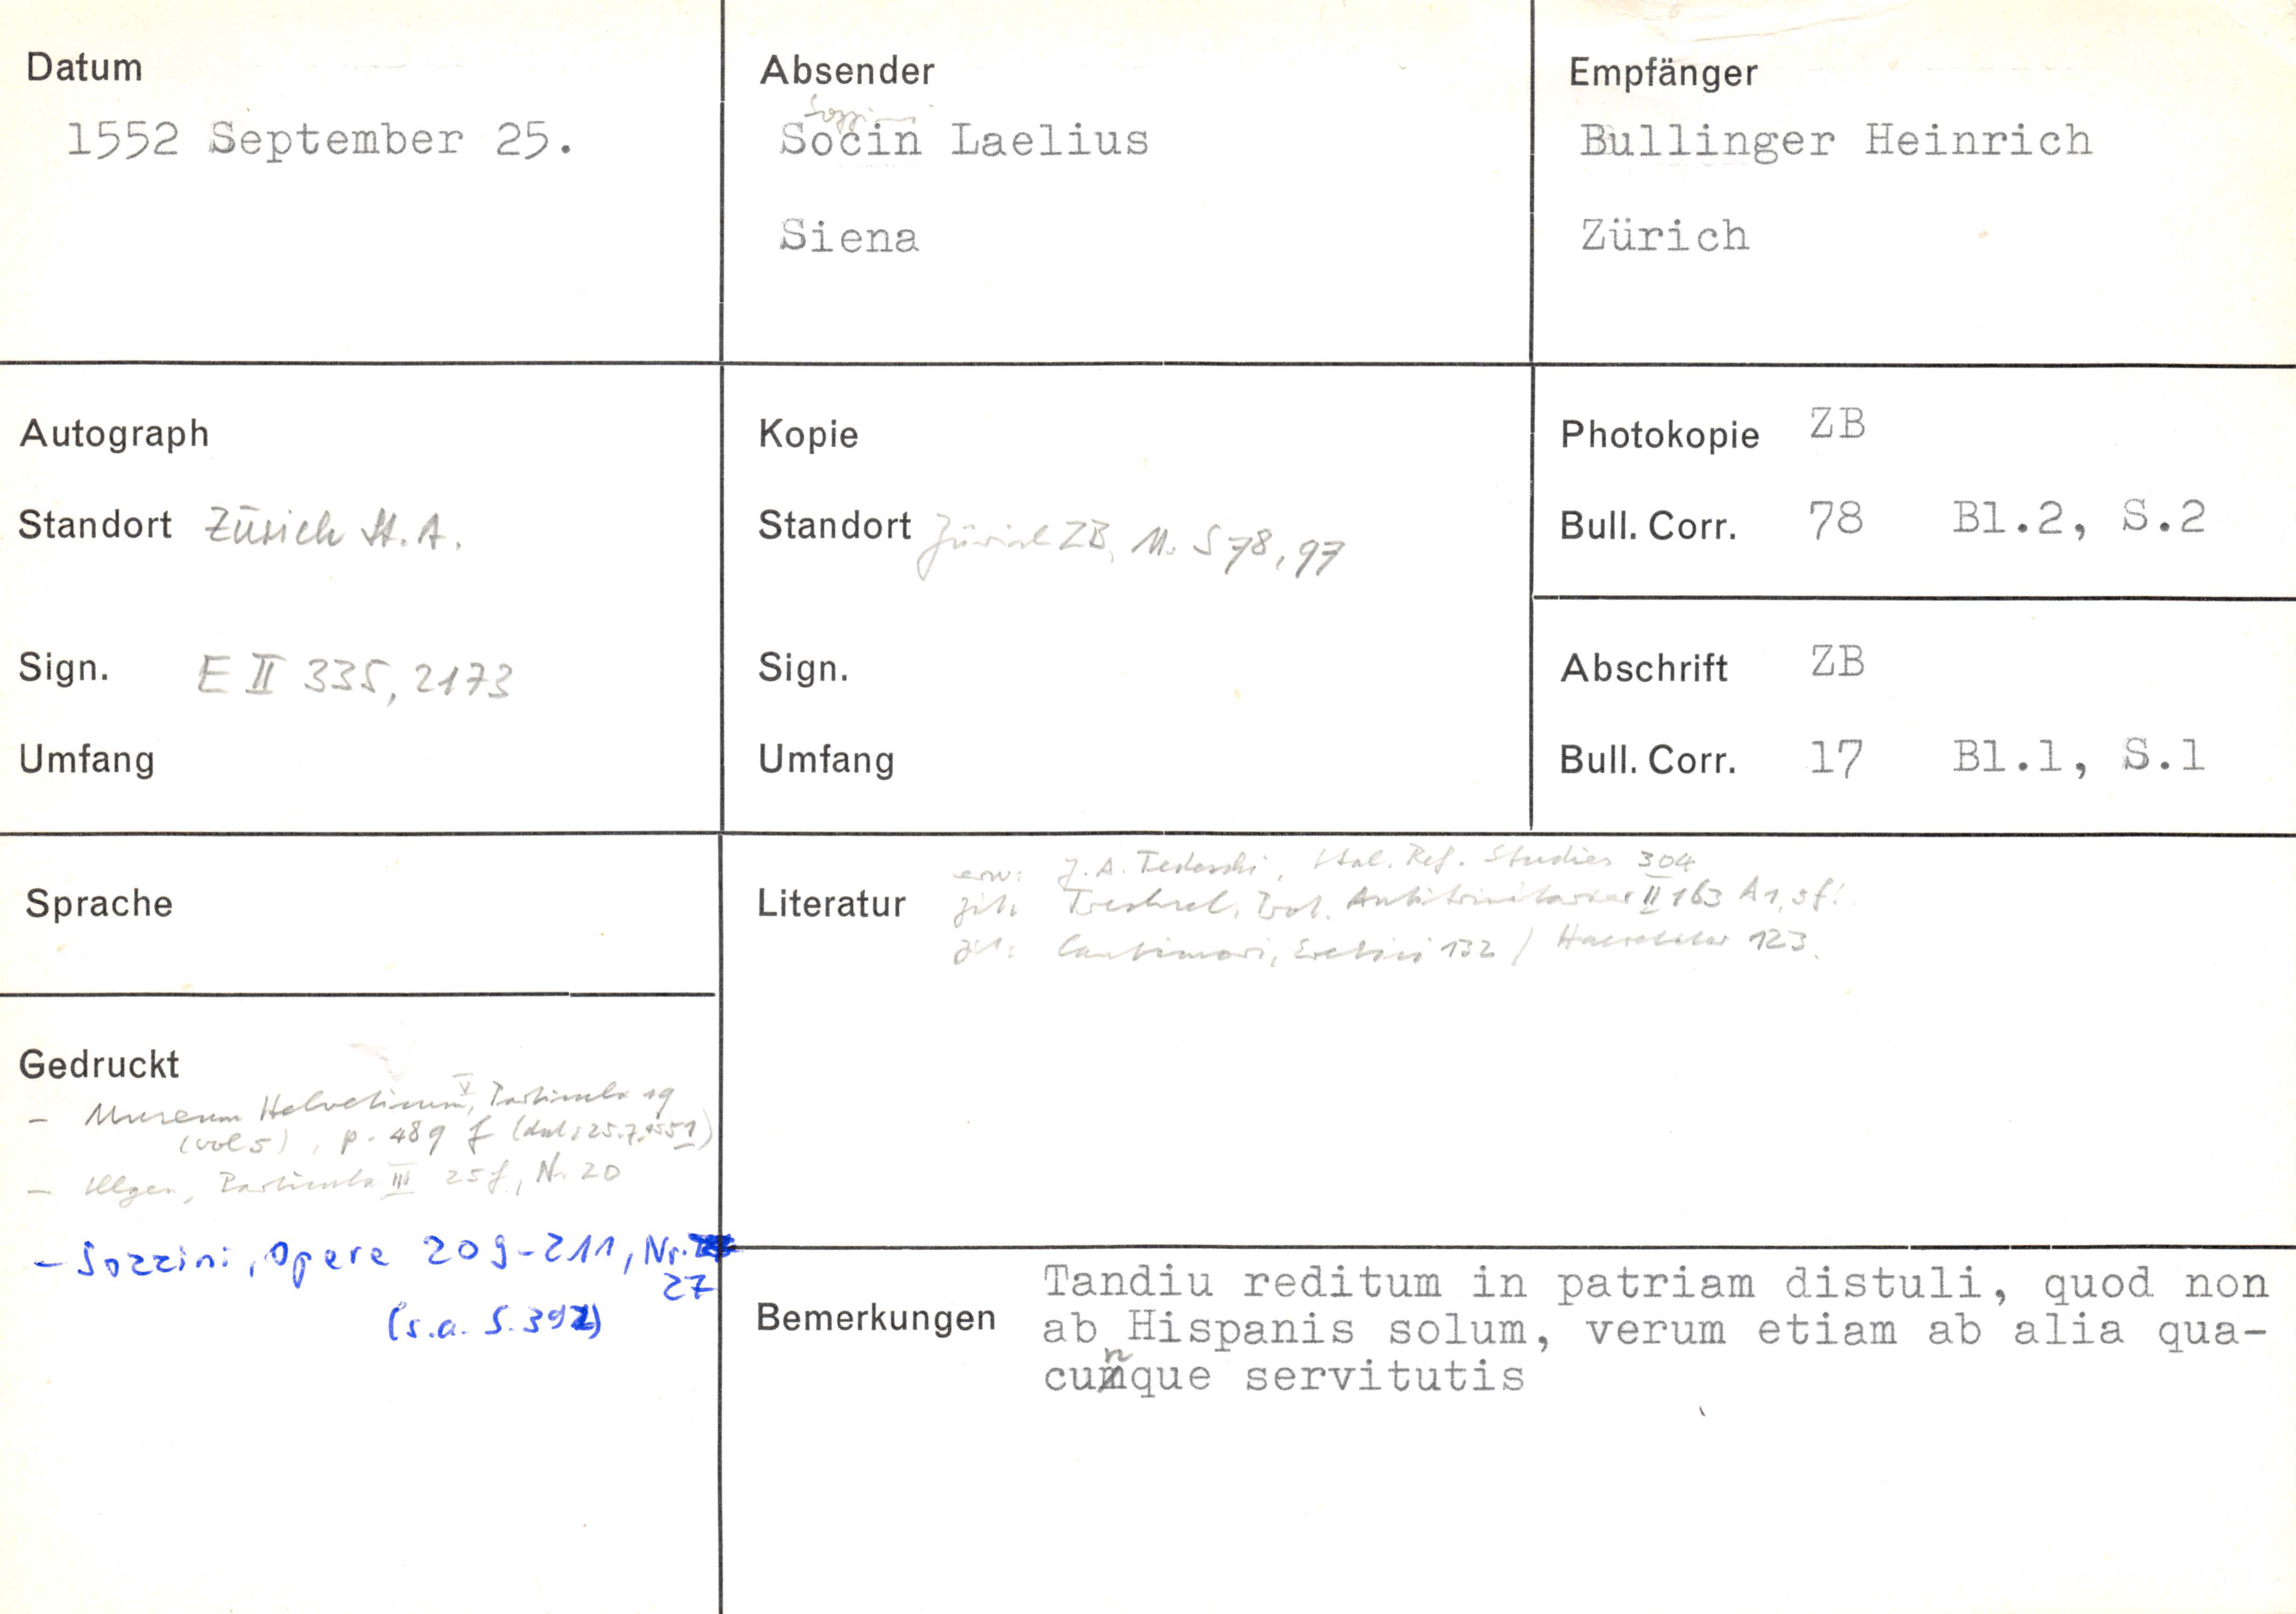 Datum
1552 September 25.
Absender
Sozzini
Socin Laelius
Siena
Empfänger
Bullinger Heinrich
Zürich
Autograph
Standort Zürich St.A.
Sign. E II 335, 2173
Umfang
Kopie
Standort Zürich ZB, Ms S 78, 97
Sign.
Umfang
Photokopie ZB
Bull. Corr. 78 Bl.2, S.2
Abschrift ZB
Bull. Corr. 17 Bl.1, S.1
Sprache
Literatur
erw: J.A. Tedeschi, Ital. Ref. Studies 304
zit: Trechsel, Prot. Antitrinitarier II 163 A1, 5f.
zit: Cantimori, Eretici 132 / Haeretiker 123.
Gedruckt
- Museum Helveticum V, Particula 19
(vol 5), p. 489 f (dat: 25.7.1551)
- Illgen, Particula III 25f, Nr. 20
- Sozzini, Opere 209-211, Nr.
27
(s.a. S. 392)
Bemerkungen
Tandiu reditum in patriam distuli, quod non
ab Hispanis solum, verum etiam ab alia qua-
cunque servitutis